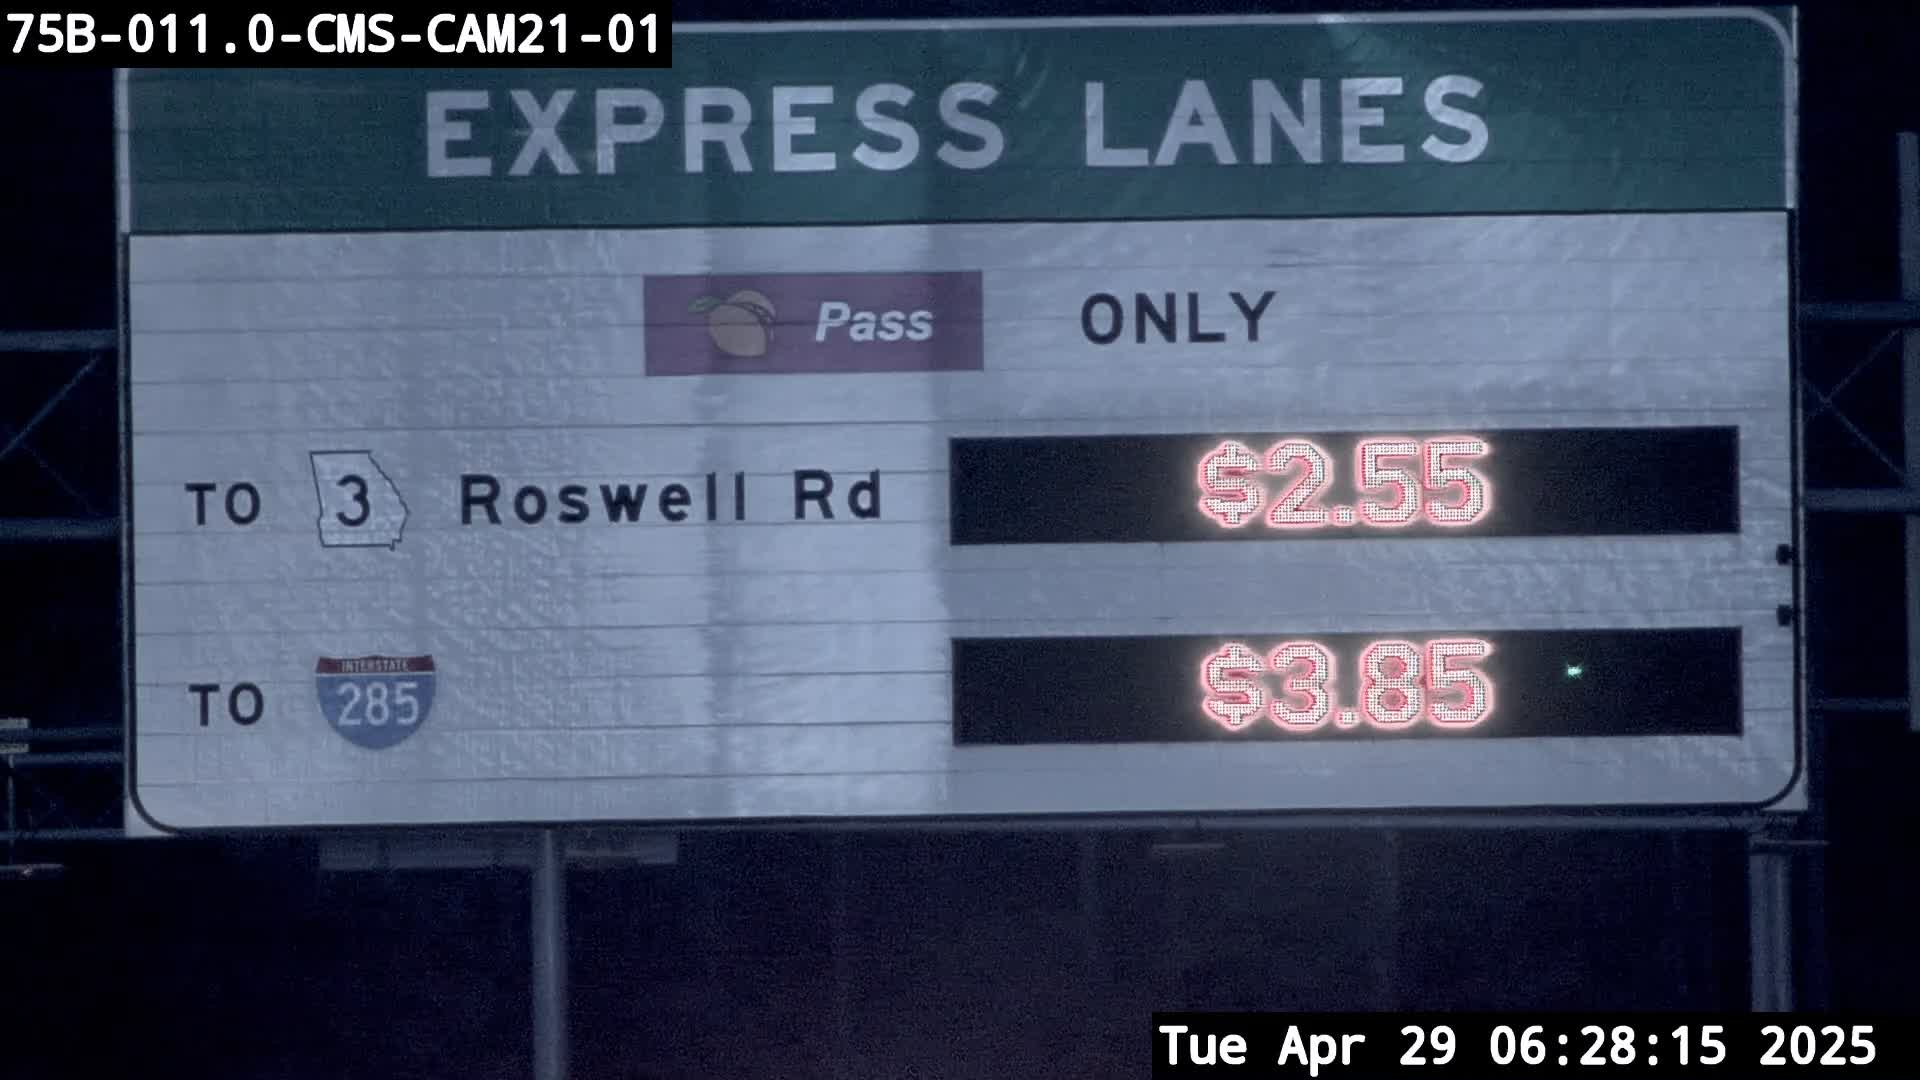 75B-011.0-CMS-CAM21-01
EXPRESS LANES
Pass ONLY
TO 3 Roswell Rd $2.55
INTERSTATE
TO 285 $3.85
Tue Apr 29 06:28:15 2025